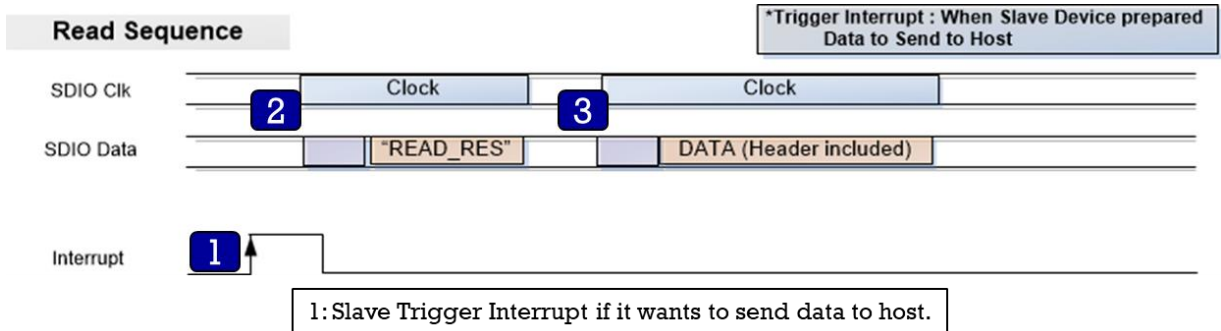 Read Sequence
*Trigger Interrupt : When Slave Device prepared
Data to Send to Host
SDIO Clk
Clock
Clock
2
3
SDIO Data
“READ_RES”
DATA (Header included)
Interrupt
1
1: Slave Trigger Interrupt if it wants to send data to host.